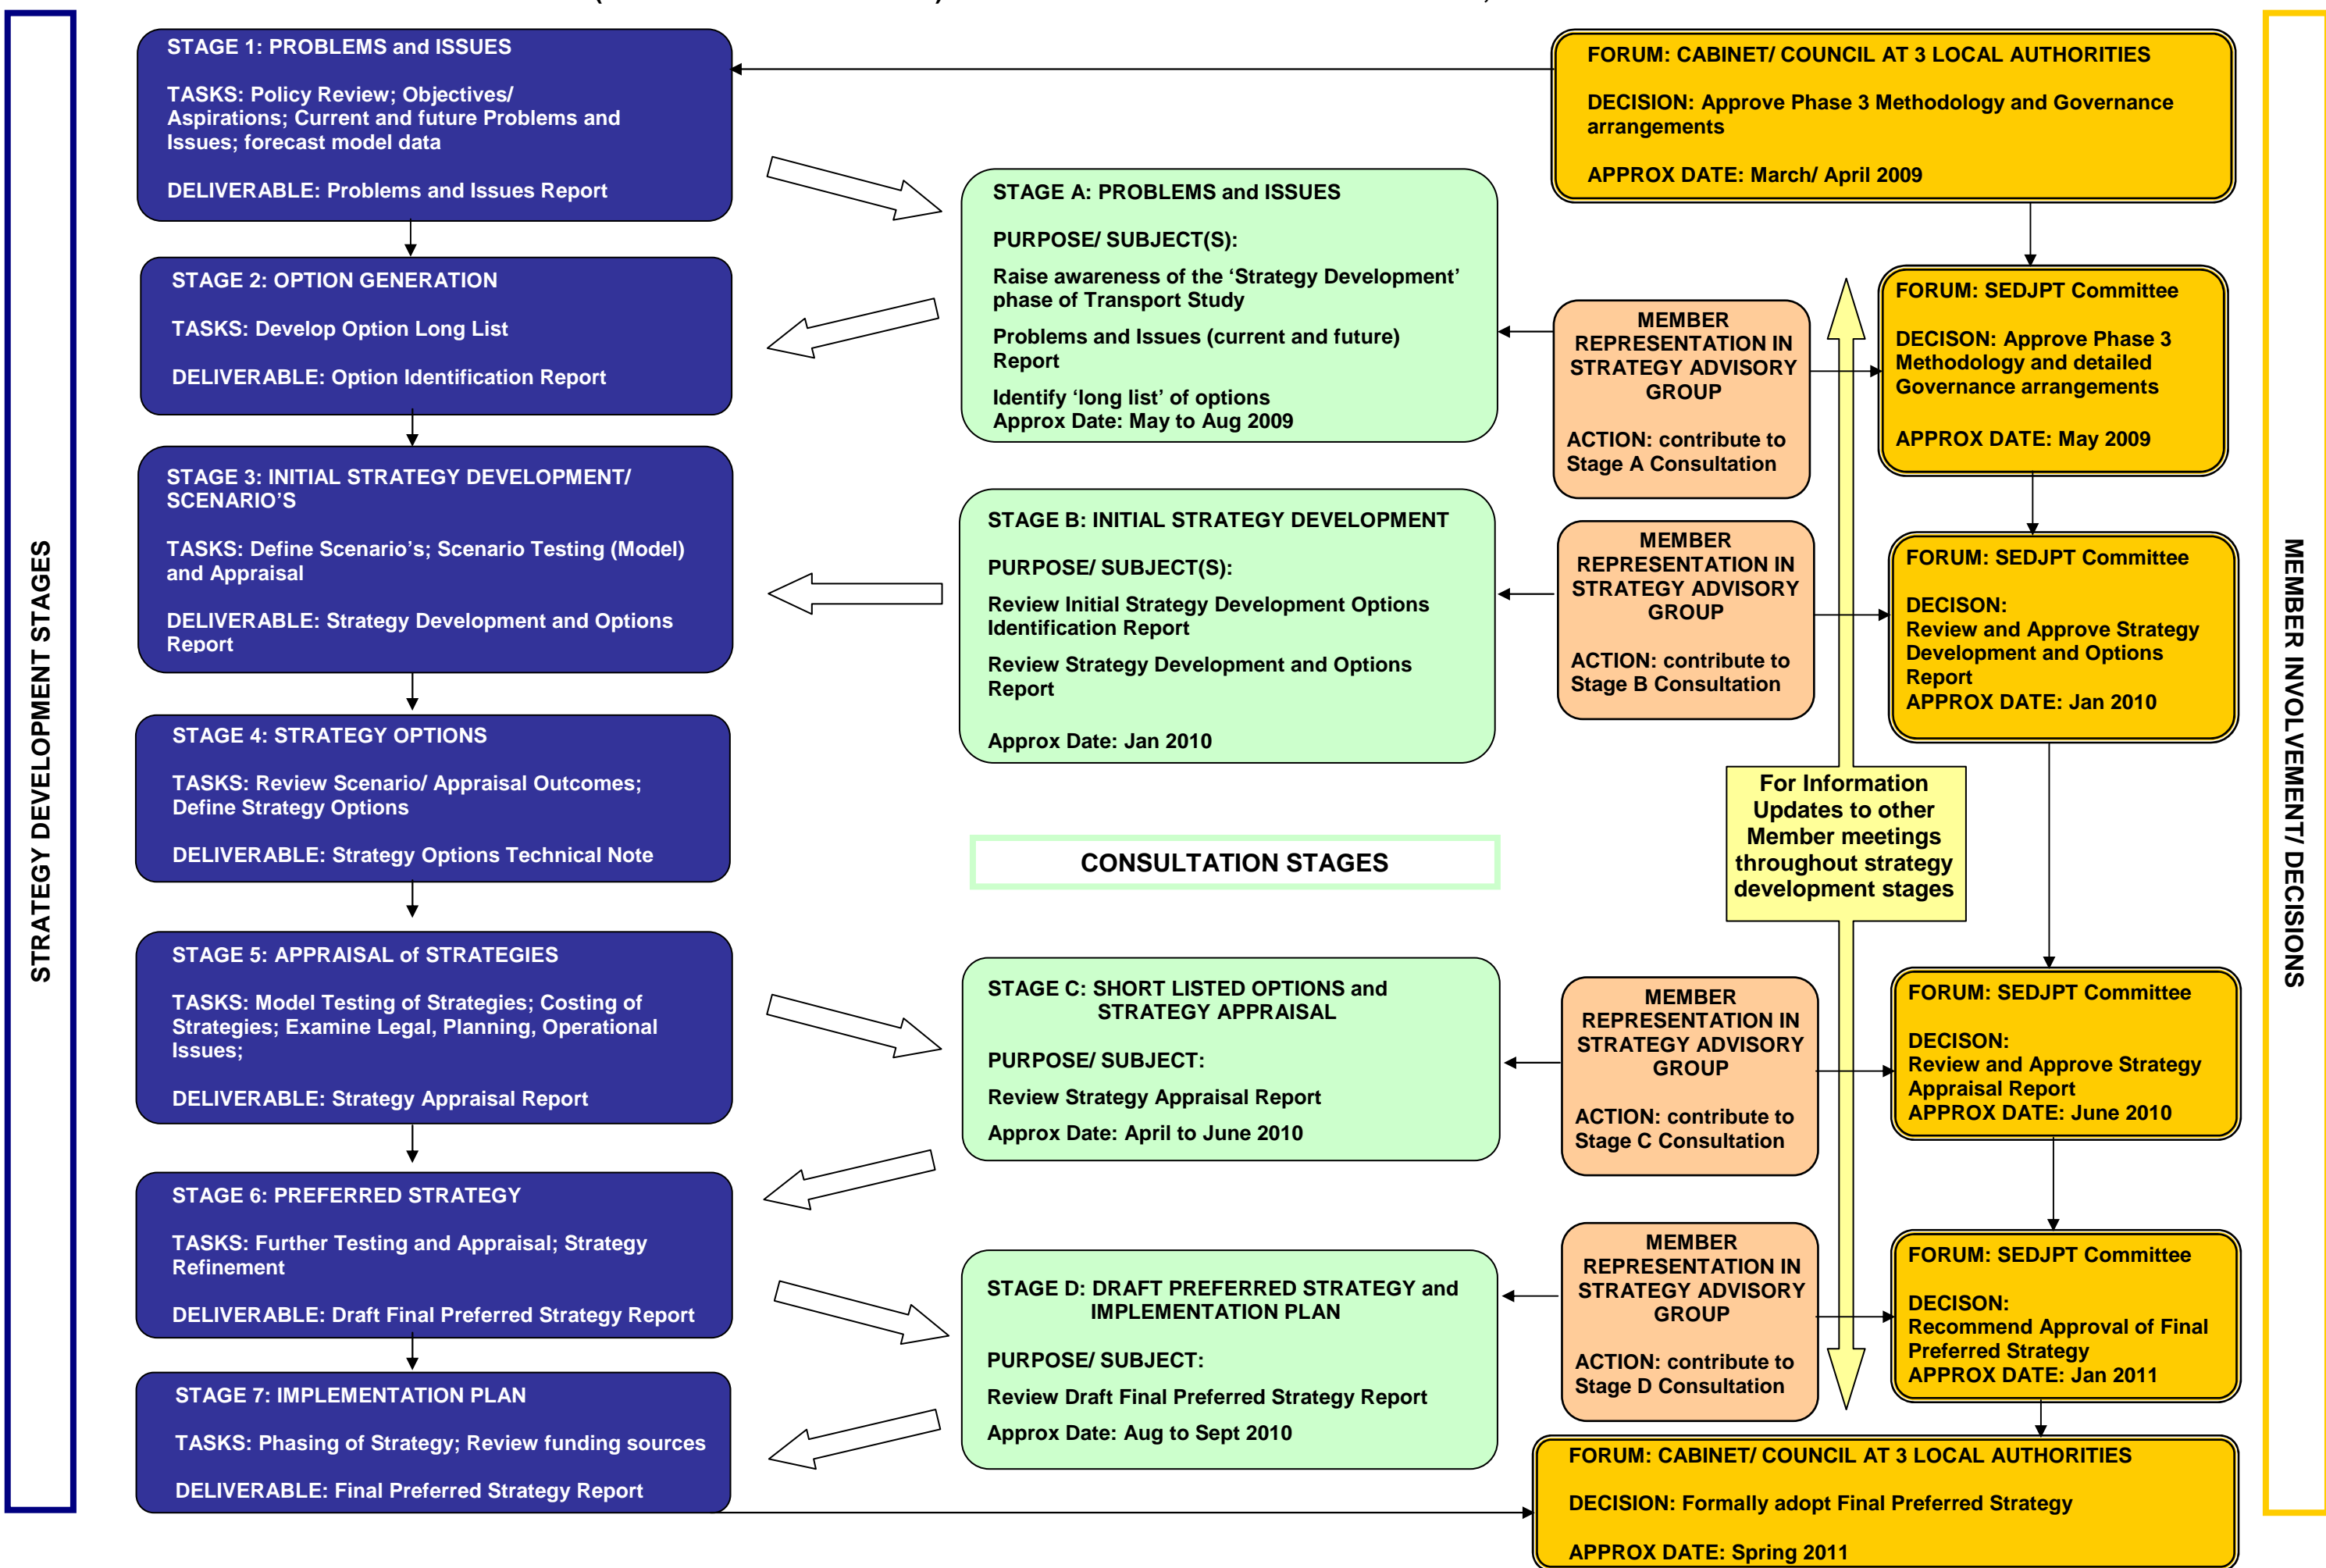 STRATEGY DEVELOPMENT STAGES
STAGE 1: PROBLEMS and ISSUES
TASKS: Policy Review; Objectives/
Aspirations; Current and future Problems and
Issues; forecast model data
DELIVERABLE: Problems and Issues Report
STAGE 2: OPTION GENERATION
TASKS: Develop Option Long List
DELIVERABLE: Option Identification Report
STAGE 3: INITIAL STRATEGY DEVELOPMENT/
SCENARIO'S
TASKS: Define Scenario's; Scenario Testing (Model)
and Appraisal
DELIVERABLE: Strategy Development and Options
Report
STAGE 4: STRATEGY OPTIONS
TASKS: Review Scenario/ Appraisal Outcomes;
Define Strategy Options
DELIVERABLE: Strategy Options Technical Note
STAGE 5: APPRAISAL of STRATEGIES
TASKS: Model Testing of Strategies; Costing of
Strategies; Examine Legal, Planning, Operational
Issues;
DELIVERABLE: Strategy Appraisal Report
STAGE 6: PREFERRED STRATEGY
TASKS: Further Testing and Appraisal; Strategy
Refinement
DELIVERABLE: Draft Final Preferred Strategy Report
STAGE 7: IMPLEMENTATION PLAN
TASKS: Phasing of Strategy; Review funding sources
DELIVERABLE: Final Preferred Strategy Report
STAGE A: PROBLEMS and ISSUES
PURPOSE/ SUBJECT(S):
Raise awareness of the ‘Strategy Development’
phase of Transport Study
Problems and Issues (current and future)
Report
Identify ‘long list’ of options
Approx Date: May to Aug 2009
STAGE B: INITIAL STRATEGY DEVELOPMENT
PURPOSE/ SUBJECT(S):
Review Initial Strategy Development Options
Identification Report
Review Strategy Development and Options
Report
Approx Date: Jan 2010
CONSULTATION STAGES
STAGE C: SHORT LISTED OPTIONS and
STRATEGY APPRAISAL
PURPOSE/ SUBJECT:
Review Strategy Appraisal Report
Approx Date: April to June 2010
STAGE D: DRAFT PREFERRED STRATEGY and
IMPLEMENTATION PLAN
PURPOSE/ SUBJECT:
Review Draft Final Preferred Strategy Report
Approx Date: Aug to Sept 2010
MEMBER
REPRESENTATION IN
STRATEGY ADVISORY
GROUP
ACTION: contribute to
Stage A Consultation
MEMBER
REPRESENTATION IN
STRATEGY ADVISORY
GROUP
ACTION: contribute to
Stage B Consultation
MEMBER
REPRESENTATION IN
STRATEGY ADVISORY
GROUP
ACTION: contribute to
Stage C Consultation
MEMBER
REPRESENTATION IN
STRATEGY ADVISORY
GROUP
ACTION: contribute to
Stage D Consultation
For Information
Updates to other
Member meetings
throughout strategy
development stages
FORUM: CABINET/ COUNCIL AT 3 LOCAL AUTHORITIES
DECISION: Approve Phase 3 Methodology and Governance
arrangements
APPROX DATE: March/ April 2009
FORUM: SEDJPT Committee
DECISON: Approve Phase 3
Methodology and detailed
Governance arrangements
APPROX DATE: May 2009
FORUM: SEDJPT Committee
DECISON:
Review and Approve Strategy
Development and Options
Report
APPROX DATE: Jan 2010
FORUM: SEDJPT Committee
DECISON:
Review and Approve Strategy
Appraisal Report
APPROX DATE: June 2010
FORUM: SEDJPT Committee
DECISON:
Recommend Approval of Final
Preferred Strategy
APPROX DATE: Jan 2011
FORUM: CABINET/ COUNCIL AT 3 LOCAL AUTHORITIES
DECISION: Formally adopt Final Preferred Strategy
APPROX DATE: Spring 2011
MEMBER INVOLVEMENT/ DECISIONS